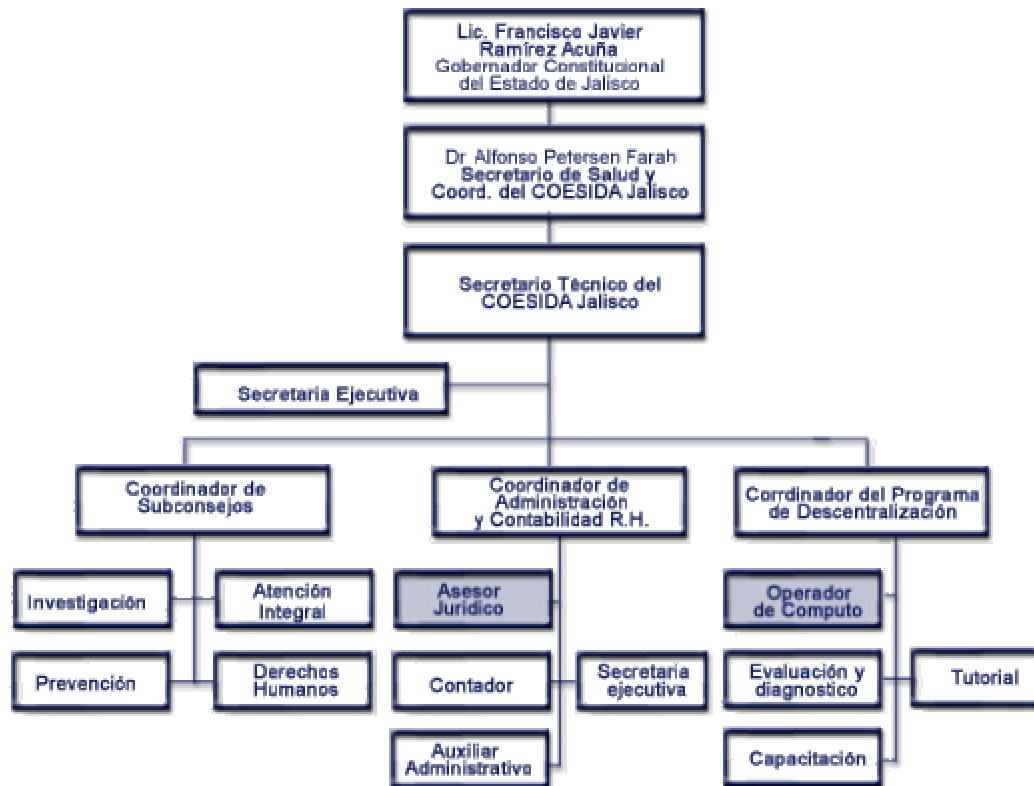 Lic. Francisco Javier
Ramírez Acuña
Gobernador Constitucional
del Estado de Jalisco
Dr Alfonso Petersen Farah
Secretario de Salud y
Coord. del COESIDA Jalisco
Secretario Técnico del
COESIDA Jalisco
Secretaria Ejecutiva
Coordinador de
Subconsejos
Coordinador de
Administración
y Contabilidad R.H.
Corrdinador del Programa
de Descentralización
Investigación
Atención
Integral
Prevención
Derechos
Humanos
Asesor
Jurídico
Contador
Secretaria
ejecutiva
Auxiliar
Administrativo
Operador
de Computo
Evaluación y
diagnostico
Tutorial
Capacitación